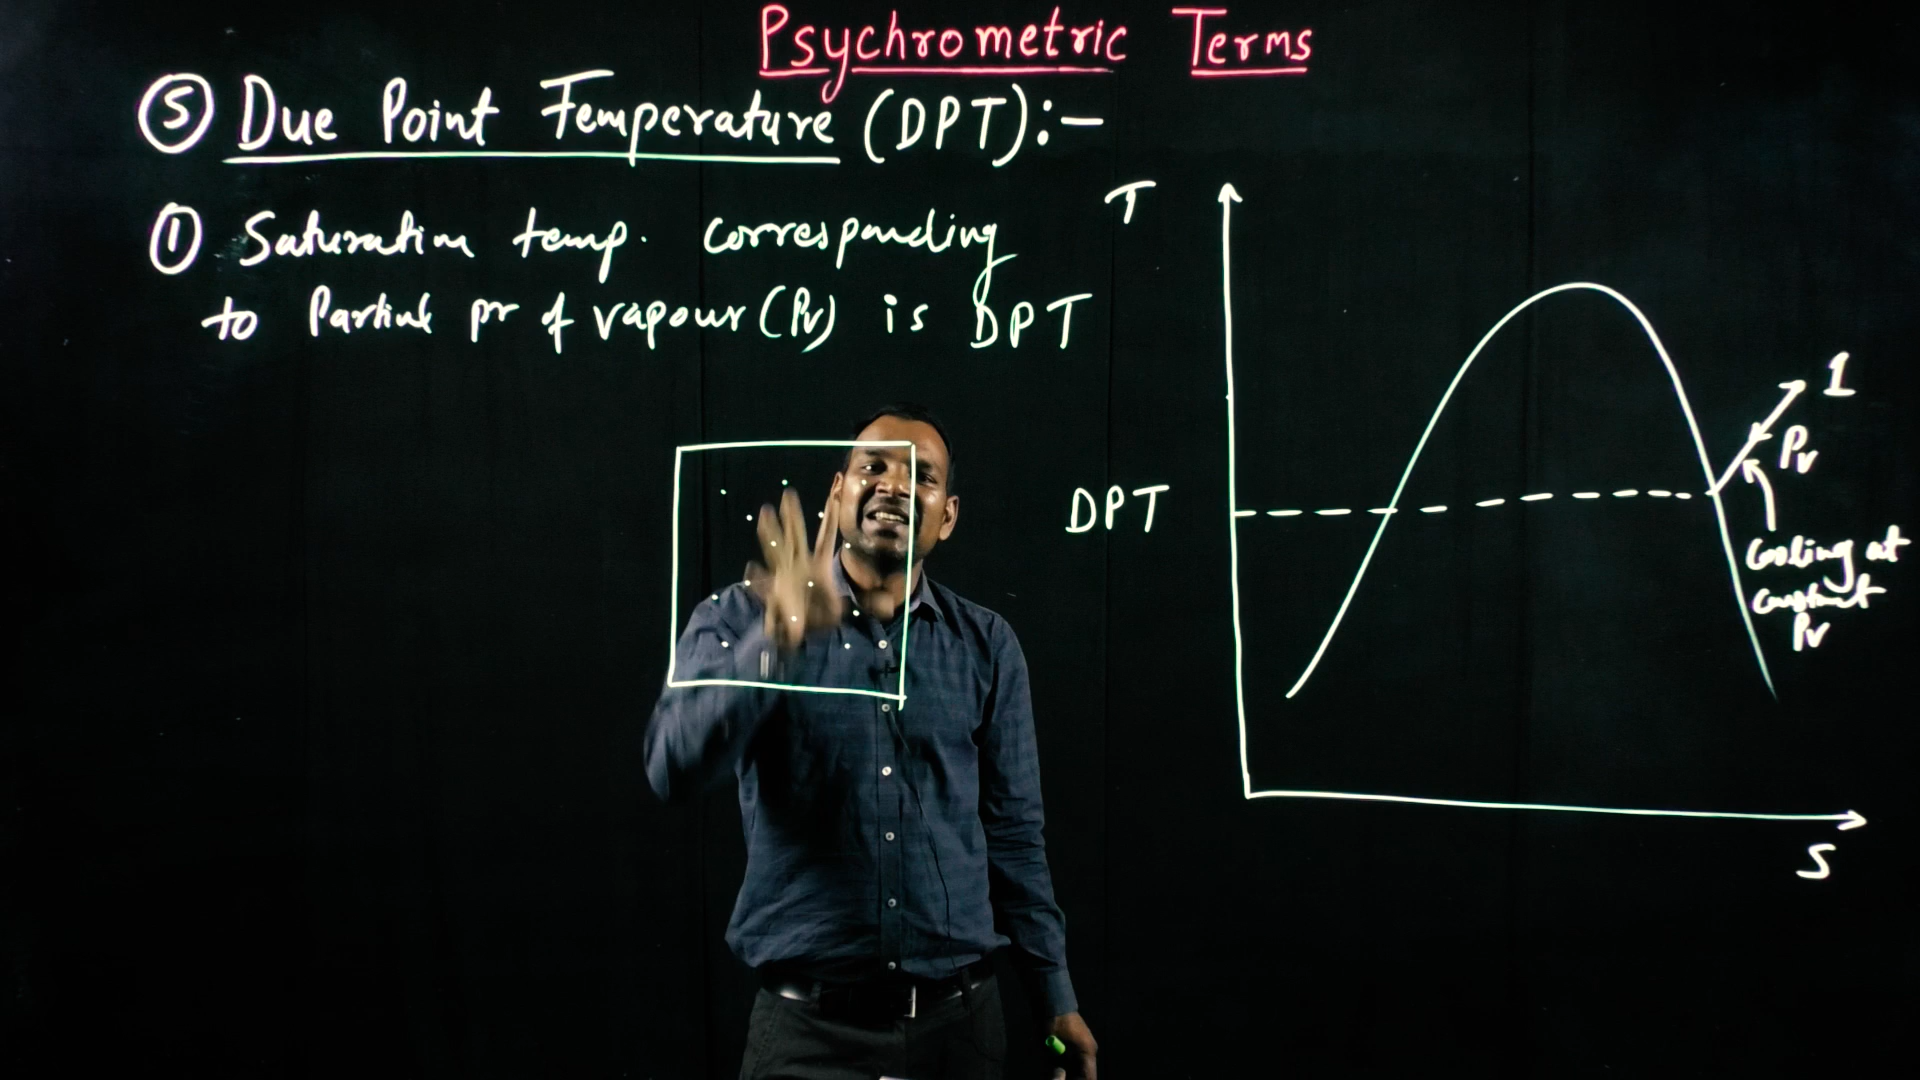 Psychrometric Terms
⑤ Due Point Temperature (DPT):-
① Saturation temp. corresponding
to Partial pr of vapour (Pv) is DPT
T
1
Pv
DPT
Cooling at
constant
Pv
S